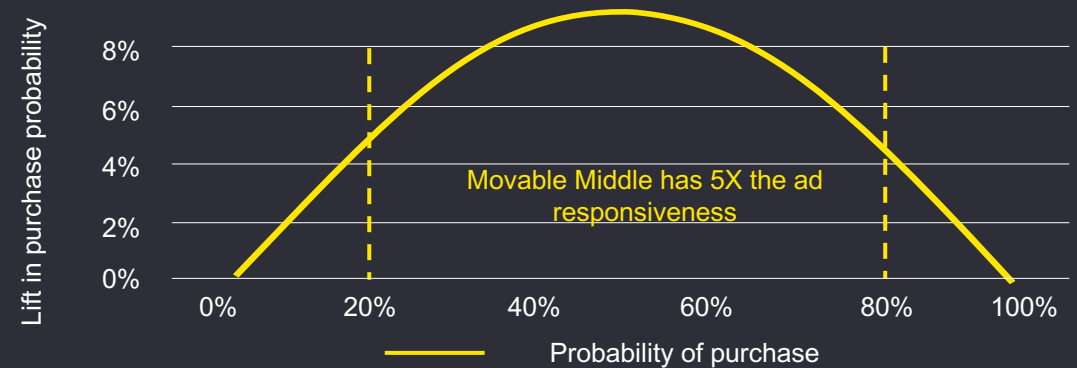 Lift in purchase probability
8%
6%
4%
2%
0%
Movable Middle has 5X the ad
responsiveness
0% 20% 40% 60% 80% 100%
Probability of purchase